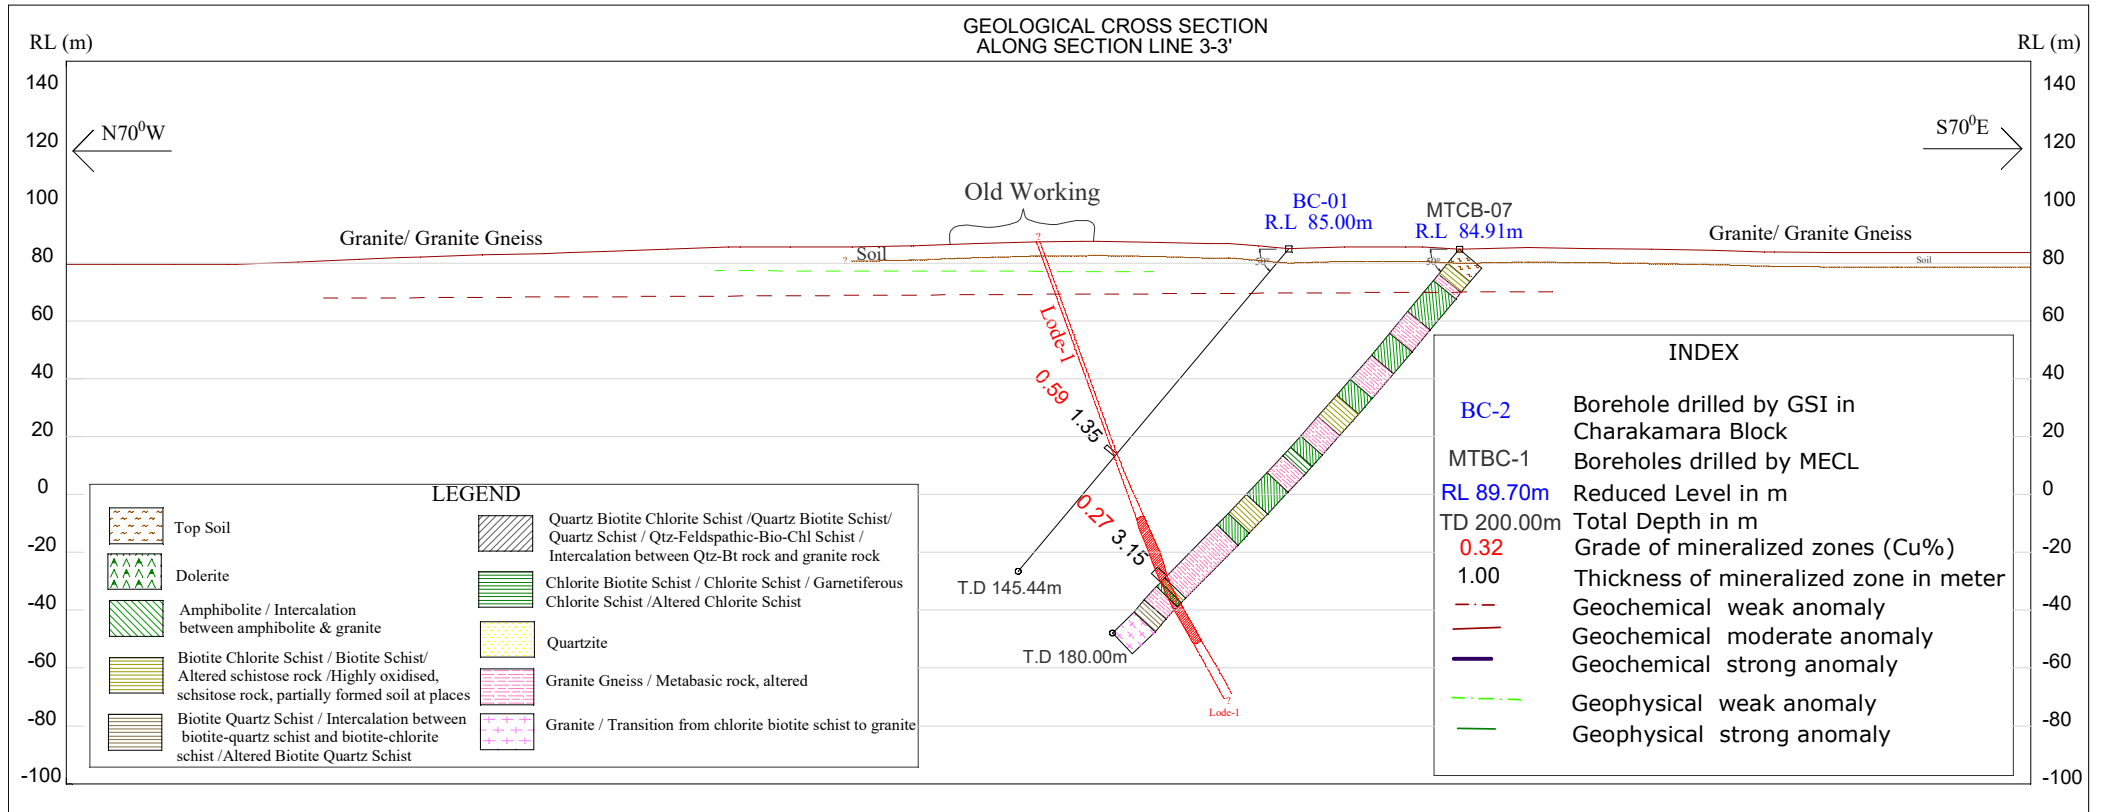 GEOLOGICAL CROSS SECTION
ALONG SECTION LINE 3-3'
RL (m)
RL (m)
140
120
100
80
60
40
20
0
-20
-40
-60
-80
-100
140
120
100
80
60
40
20
0
-20
-40
-60
-80
-100
N70⁰W
S70⁰E
Old Working
BC-01
R.L 85.00m
MTCB-07
R.L 84.91m
Granite/ Granite Gneiss
Granite/ Granite Gneiss
?
?
Soil
Soil
50°
50°
Lode-1
0.59
1.35
0.27
3.15
T.D 145.44m
T.D 180.00m
?
Lode-1
LEGEND
Top Soil
Dolerite
Amphibolite / Intercalation
between amphibolite & granite
Biotite Chlorite Schist / Biotite Schist/
Altered schistose rock /Highly oxidised,
schsitose rock, partially formed soil at places
Biotite Quartz Schist / Intercalation between
biotite-quartz schist and biotite-chlorite
schist /Altered Biotite Quartz Schist
Quartz Biotite Chlorite Schist /Quartz Biotite Schist/
Quartz Schist / Qtz-Feldspathic-Bio-Chl Schist /
Intercalation between Qtz-Bt rock and granite rock
Chlorite Biotite Schist / Chlorite Schist / Garnetiferous
Chlorite Schist /Altered Chlorite Schist
Quartzite
Granite Gneiss / Metabasic rock, altered
Granite / Transition from chlorite biotite schist to granite
INDEX
BC-2 Borehole drilled by GSI in
Charakamara Block
MTBC-1 Boreholes drilled by MECL
RL 89.70m Reduced Level in m
TD 200.00m Total Depth in m
0.32 Grade of mineralized zones (Cu%)
1.00 Thickness of mineralized zone in meter
Geochemical weak anomaly
Geochemical moderate anomaly
Geochemical strong anomaly
Geophysical weak anomaly
Geophysical strong anomaly